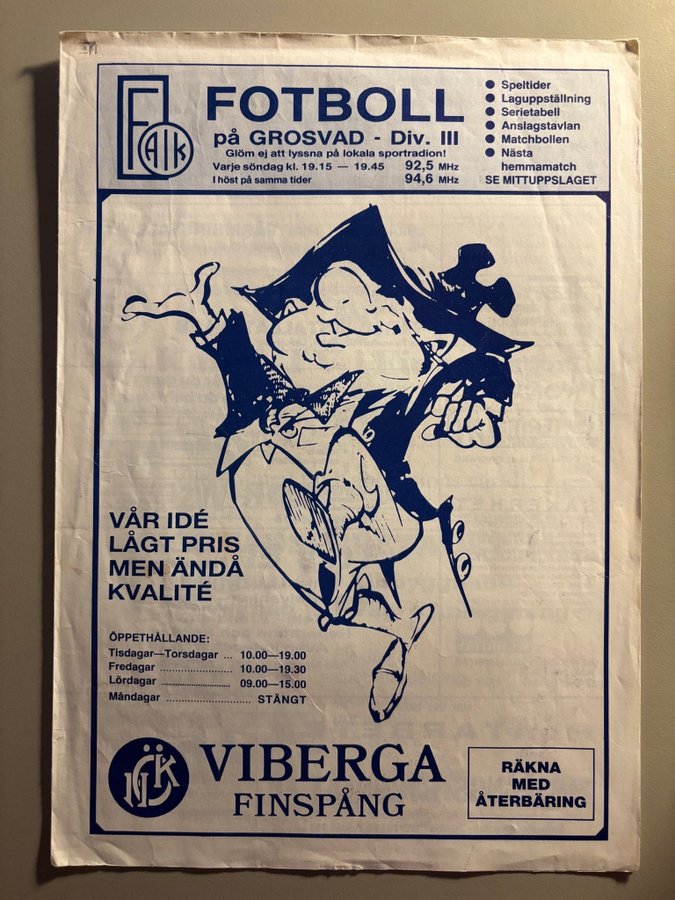 FAIK
FOTBOLL
på GROSVAD - Div. III
Glöm ej att lyssna på lokala sportradion!
Varje söndag kl. 19.15 — 19.45 92,5 MHz
I höst på samma tider 94,6 MHz
● Speltider
● Laguppställning
● Serietabell
● Anslagstavlan
● Matchbollen
● Nästa
hemmamatch
SE MITTUPPSLAGET
VÅR IDÉ
LÅGT PRIS
MEN ÄNDÅ
KVALITÉ
ÖPPETHÅLLANDE:
Tisdagar—Torsdagar ... 10.00—19.00
Fredagar ..................... 10.00—19.30
Lördagar ..................... 09.00—15.00
Måndagar ..................... STÄNGT
VIBERGA
FINSPÅNG
RÄKNA
MED
ÅTERBÄRING